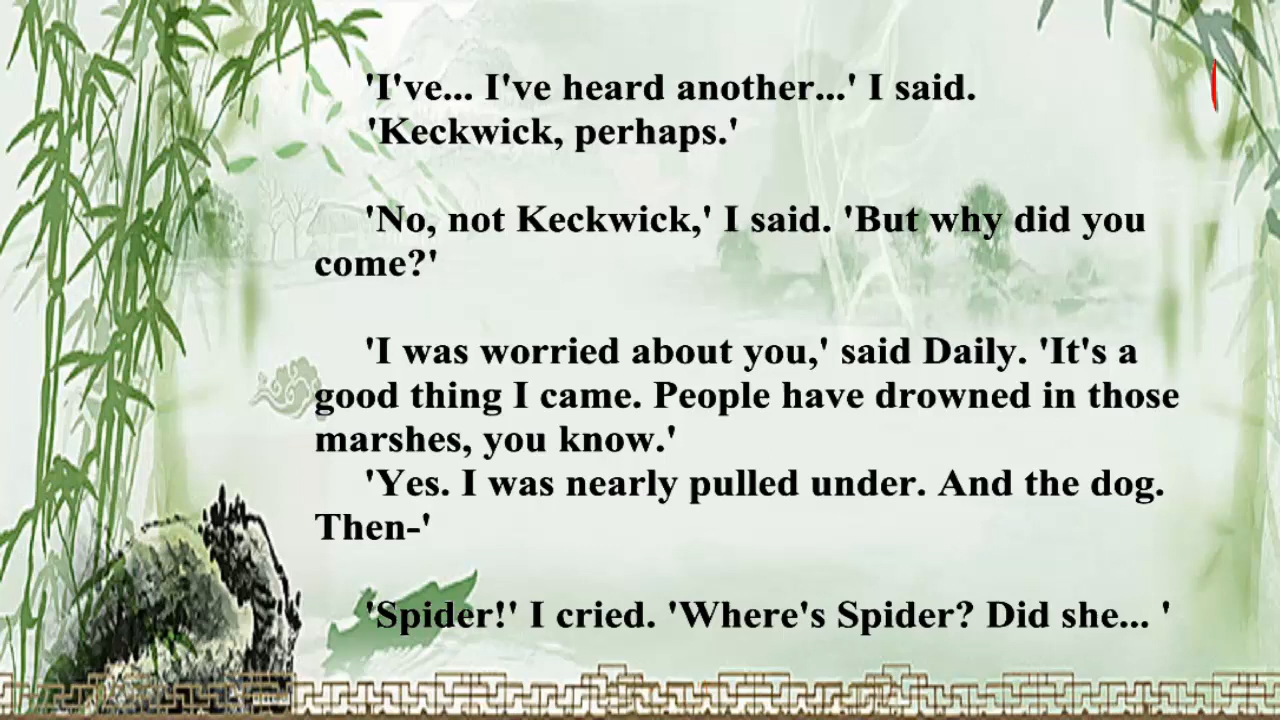 'I've... I've heard another...' I said.
'Keckwick, perhaps.'
'No, not Keckwick,' I said. 'But why did you
come?'
'I was worried about you,' said Daily. 'It's a
good thing I came. People have drowned in those
marshes, you know.'
'Yes. I was nearly pulled under. And the dog.
Then-'
'Spider!' I cried. 'Where's Spider? Did she... '